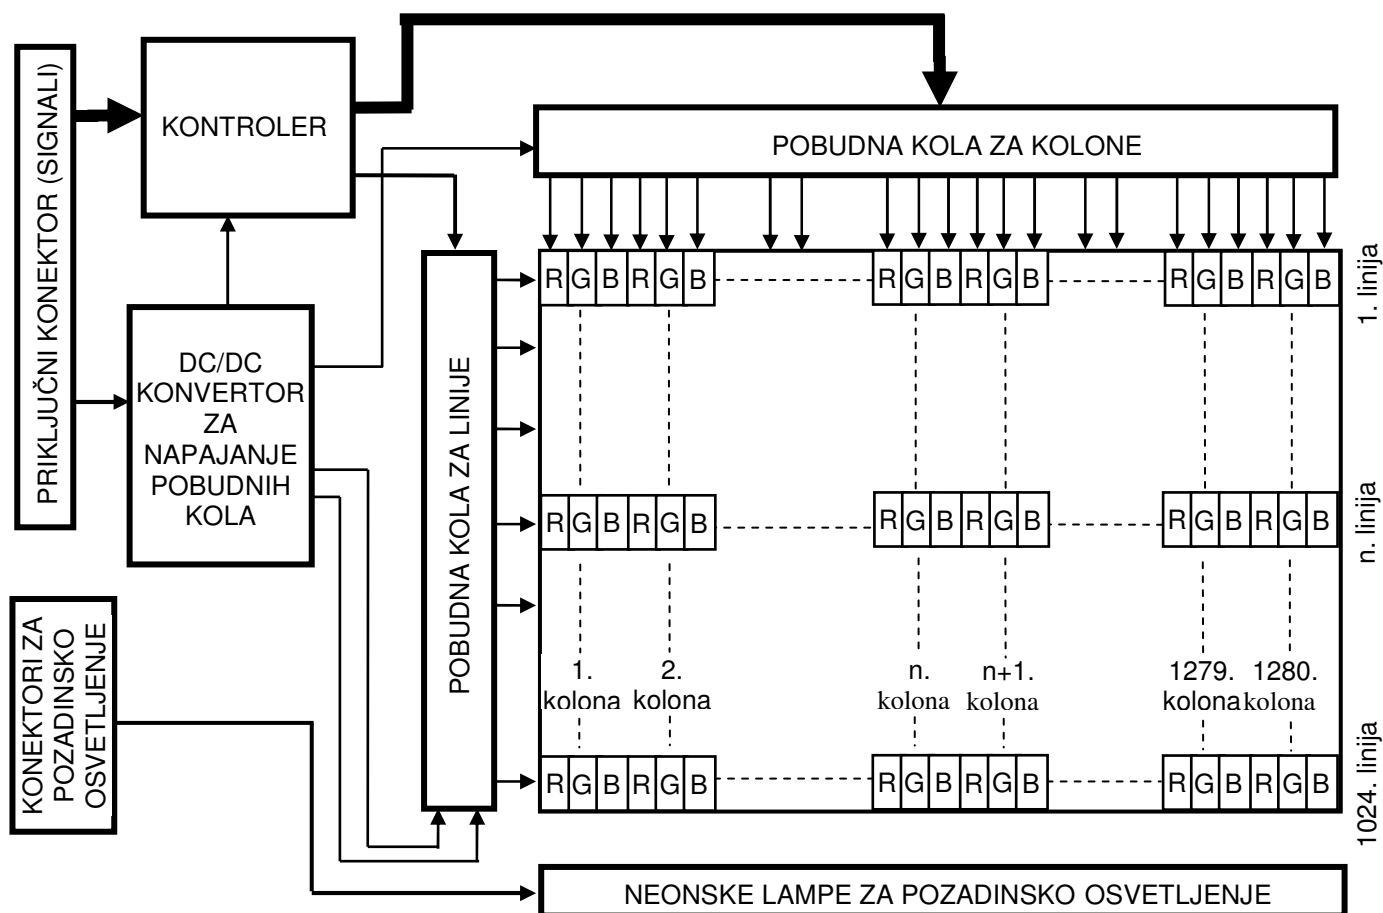 PRIKLJUČNI KONEKTOR (SIGNALI)
KONTROLER
POBUDNA KOLA ZA KOLONE
DC/DC
KONVERTOR
ZA
NAPAJANJE
POBUDNIH
KOLA
POBUDNA KOLA ZA LINIJE
R G B R G B R G B R G B R G B R G B
1. linija
R G B R G B R G B R G B R G B R G B
n. linija
1. 2. n. n+1. 1279. 1280.
kolona kolona kolona kolona kolona kolona
R G B R G B R G B R G B R G B R G B
1024. linija
KONEKTORI ZA
POZADINSKO
OSVETLJENJE
NEONSKE LAMPE ZA POZADINSKO OSVETLJENJE